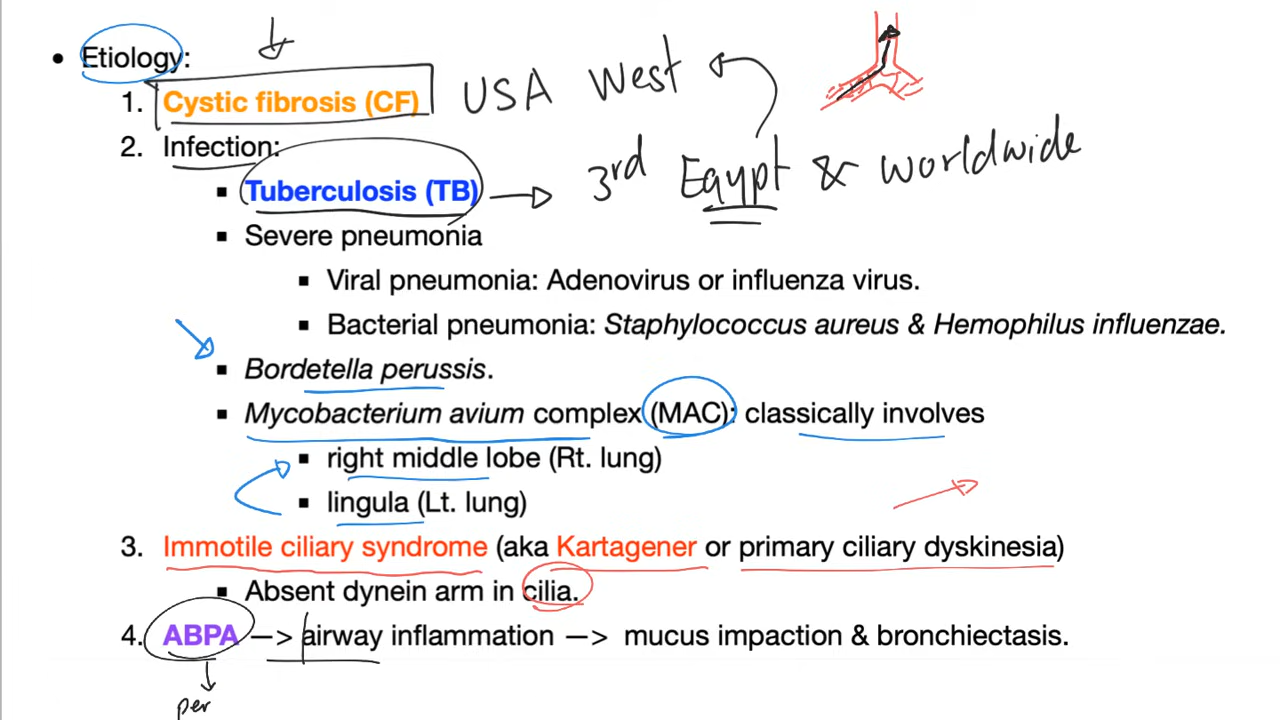 • Etiology:
1. Cystic fibrosis (CF) USA West
2. Infection:
▪ Tuberculosis (TB) → 3rd Egypt & worldwide
▪ Severe pneumonia
▪ Viral pneumonia: Adenovirus or influenza virus.
▪ Bacterial pneumonia: Staphylococcus aureus & Hemophilus influenzae.
▪ Bordetella perussis.
▪ Mycobacterium avium complex (MAC): classically involves
▪ right middle lobe (Rt. lung)
▪ lingula (Lt. lung)
3. Immotile ciliary syndrome (aka Kartagener or primary ciliary dyskinesia)
▪ Absent dynein arm in cilia.
4. ABPA —> airway inflammation —> mucus impaction & bronchiectasis.
per